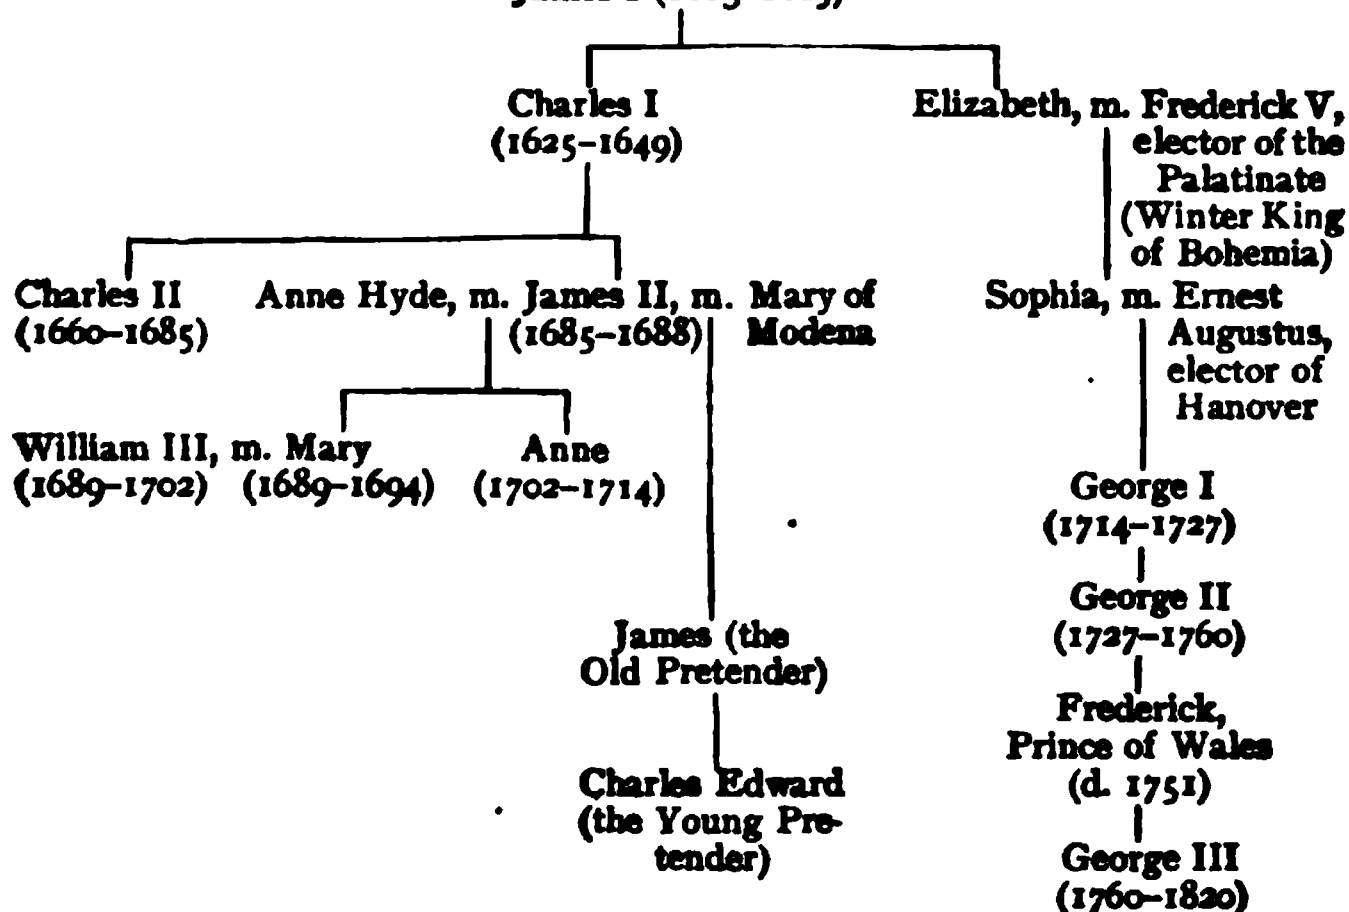 Charles I
(1625–1649)
Elizabeth, m. Frederick V,
elector of the
Palatinate
(Winter King
of Bohemia)
Charles II
(1660–1685)
Anne Hyde, m. James II, m. Mary of
(1685–1688) Modena
Sophia, m. Ernest
Augustus,
elector of
Hanover
William III, m. Mary
(1689–1702) (1689–1694)
Anne
(1702–1714)
George I
(1714–1727)
George II
(1727–1760)
James (the
Old Pretender)
Frederick,
Prince of Wales
(d. 1751)
Charles Edward
(the Young Pre-
tender)
George III
(1760–1820)